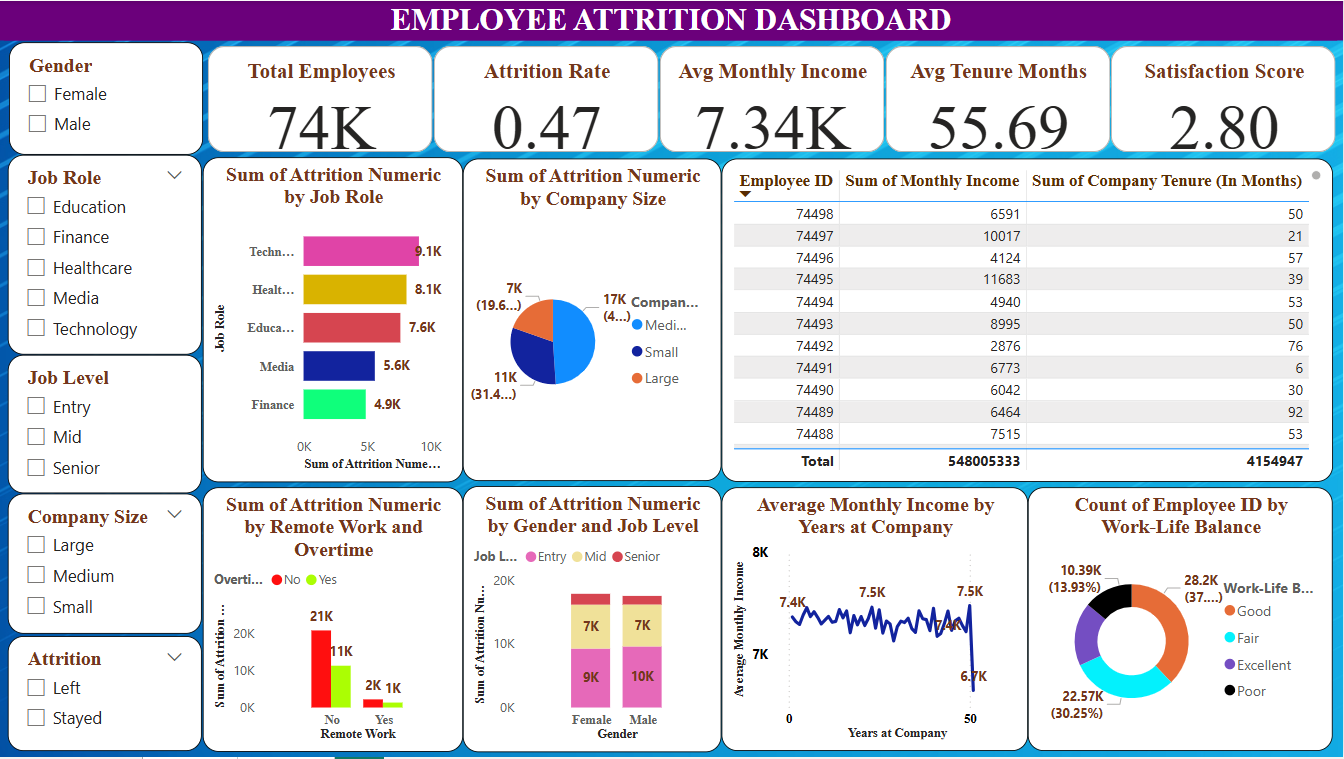 EMPLOYEE ATTRITION DASHBOARD
Gender
Female
Male
Total Employees
74K
Attrition Rate
0.47
Avg Monthly Income
7.34K
Avg Tenure Months
55.69
Satisfaction Score
2.80
Job Role
Education
Finance
Healthcare
Media
Technology
Job Level
Entry
Mid
Senior
Company Size
Large
Medium
Small
Attrition
Left
Stayed
Sum of Attrition Numeric
by Job Role
Job Role
Techn... 9.1K
Healt... 8.1K
Educa... 7.6K
Media 5.6K
Finance 4.9K
0K 5K 10K
Sum of Attrition Nume...
Sum of Attrition Numeric
by Company Size
7K
(19.6...)
17K
(4...)
11K
(31.4...)
Compan...
Medi...
Small
Large
Employee ID Sum of Monthly Income Sum of Company Tenure (In Months)
74498 6591 50
74497 10017 21
74496 4124 57
74495 11683 39
74494 4940 53
74493 8995 50
74492 2876 76
74491 6773 6
74490 6042 30
74489 6464 92
74488 7515 53
Total 548005333 4154947
Sum of Attrition Numeric
by Remote Work and
Overtime
Overti... No Yes
Sum of Attrition ...
20K
10K
0K
21K
11K
2K 1K
No Yes
Remote Work
Sum of Attrition Numeric
by Gender and Job Level
Job L... Entry Mid Senior
Sum of Attrition Nu...
20K
10K
0K
7K 7K
9K 10K
Female Male
Gender
Average Monthly Income by
Years at Company
Average Monthly Income
8K
7K
7.4K
7.5K
7.5K
7.4K
6.7K
0 50
Years at Company
Count of Employee ID by
Work-Life Balance
10.39K
(13.93%)
28.2K
(37....)
22.57K
(30.25%)
Work-Life B...
Good
Fair
Excellent
Poor